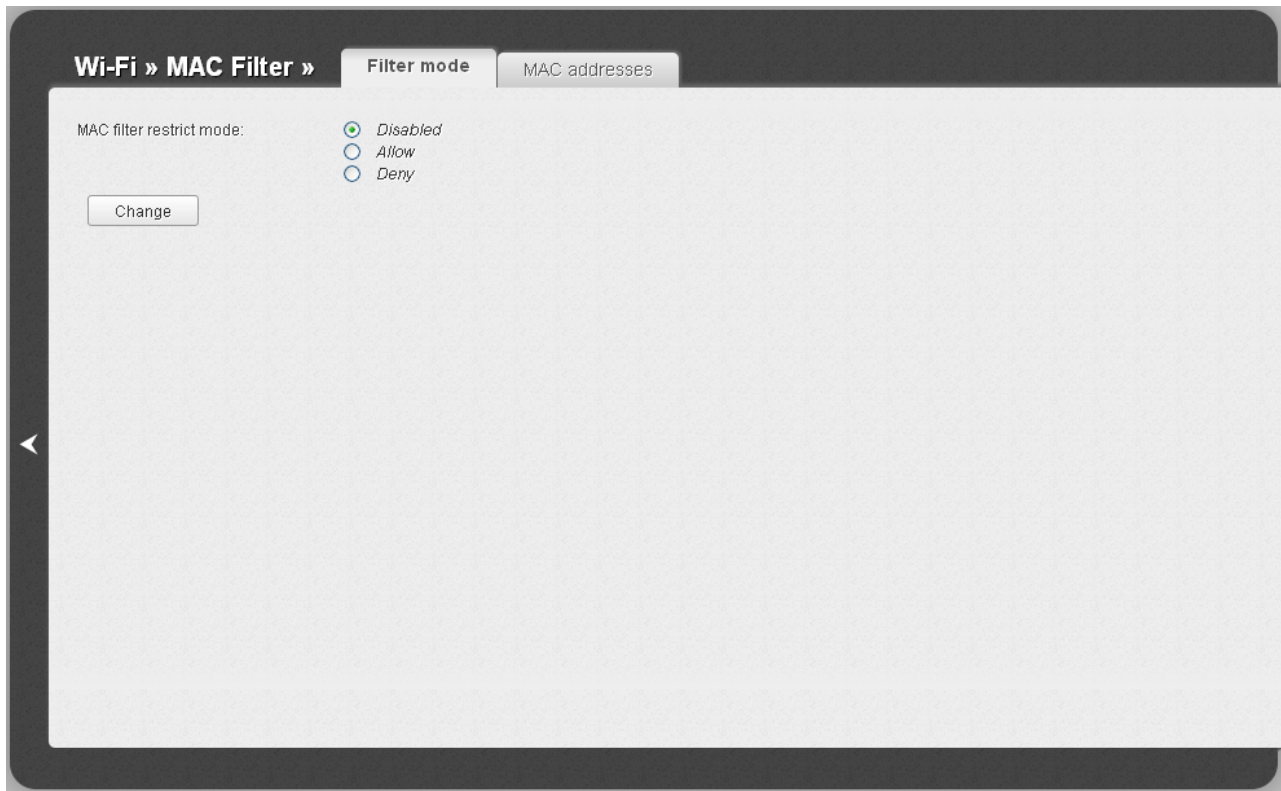 Wi-Fi » MAC Filter »
Filter mode
MAC addresses
MAC filter restrict mode:
Disabled
Allow
Deny
Change